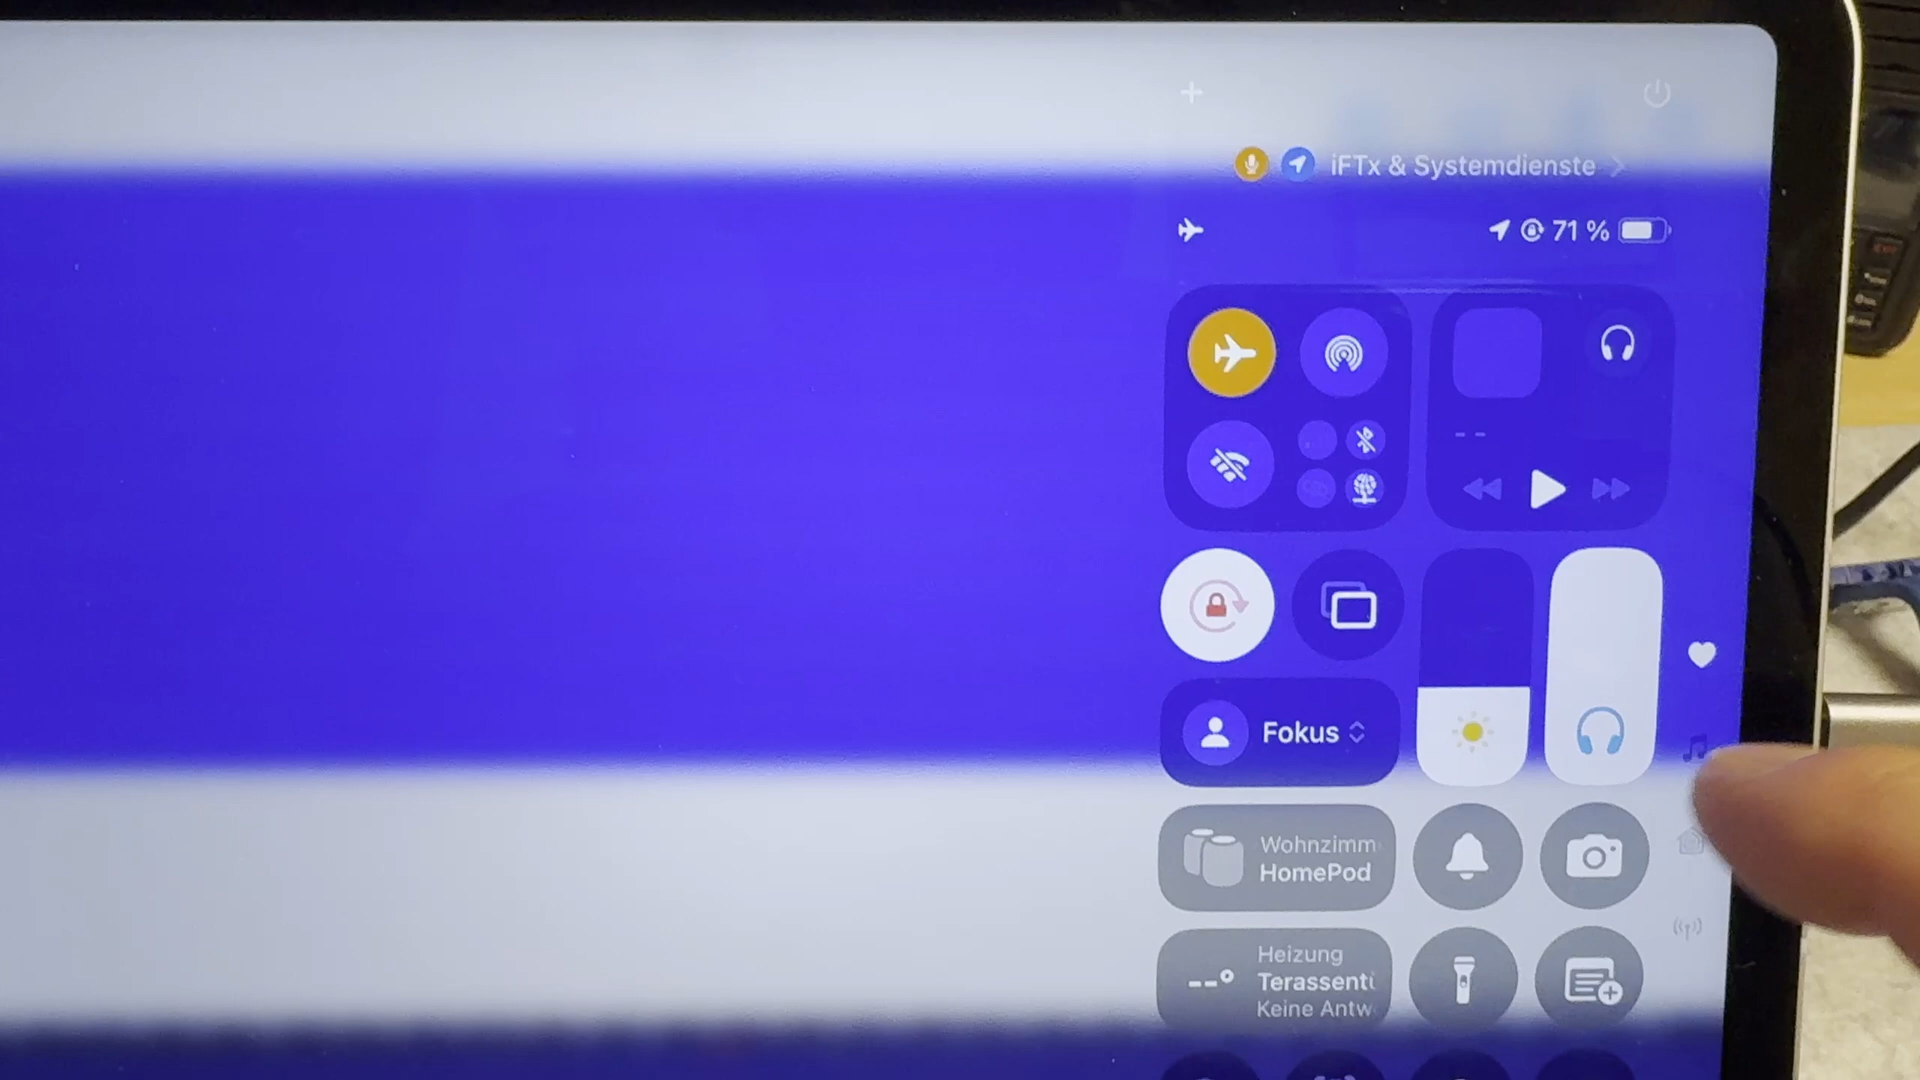 iFTx & Systemdienste
71 %
--
Fokus
Wohnzimm
HomePod
Heizung
Terassent
Keine Antw